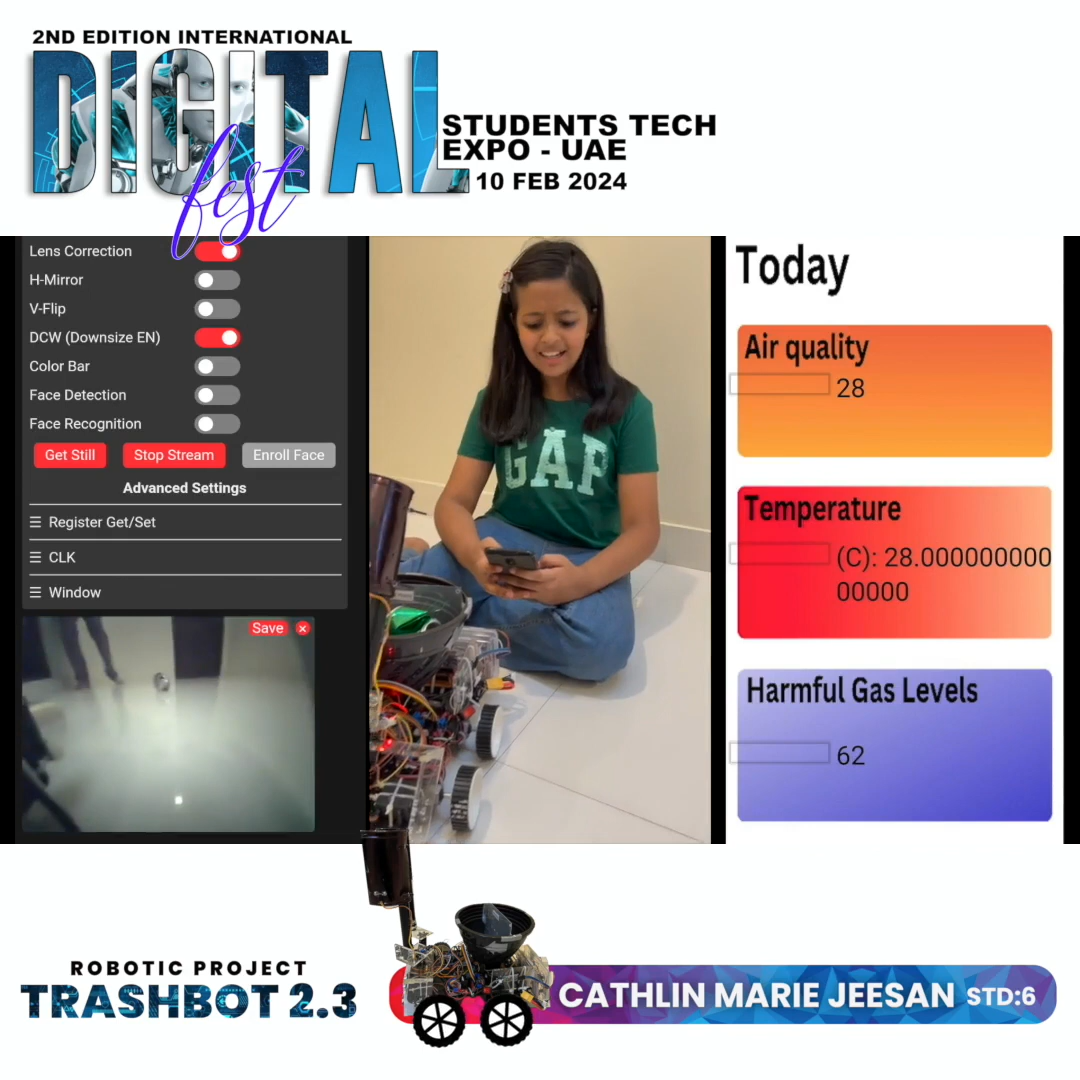 2ND EDITION INTERNATIONAL
DIGITAL
fest
STUDENTS TECH
EXPO - UAE
10 FEB 2024
Lens Correction
H-Mirror
V-Flip
DCW (Downsize EN)
Color Bar
Face Detection
Face Recognition
Get Still Stop Stream Enroll Face
Advanced Settings
☰ Register Get/Set
☰ CLK
☰ Window
Save ×
GAP
Today
Air quality
28
Temperature
(C): 28.000000000
00000
Harmful Gas Levels
62
ROBOTIC PROJECT
TRASHBOT 2.3
CATHLIN MARIE JEESAN STD:6